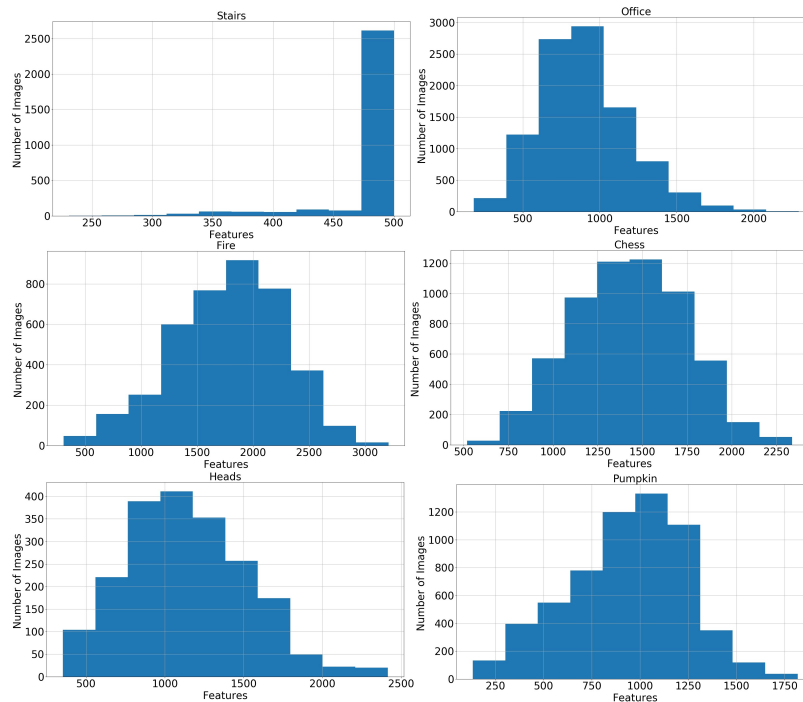 Stairs
Number of Images
2500
2000
1500
1000
500
0
250 300 350 400 450 500
Features
Office
Number of Images
3000
2500
2000
1500
1000
500
0
500 1000 1500 2000
Features
Fire
Number of Images
800
600
400
200
0
500 1000 1500 2000 2500 3000
Features
Chess
Number of Images
1200
1000
800
600
400
200
0
500 750 1000 1250 1500 1750 2000 2250
Features
Heads
Number of Images
400
350
300
250
200
150
100
50
0
500 1000 1500 2000 2500
Features
Pumpkin
Number of Images
1200
1000
800
600
400
200
0
250 500 750 1000 1250 1500 1750
Features